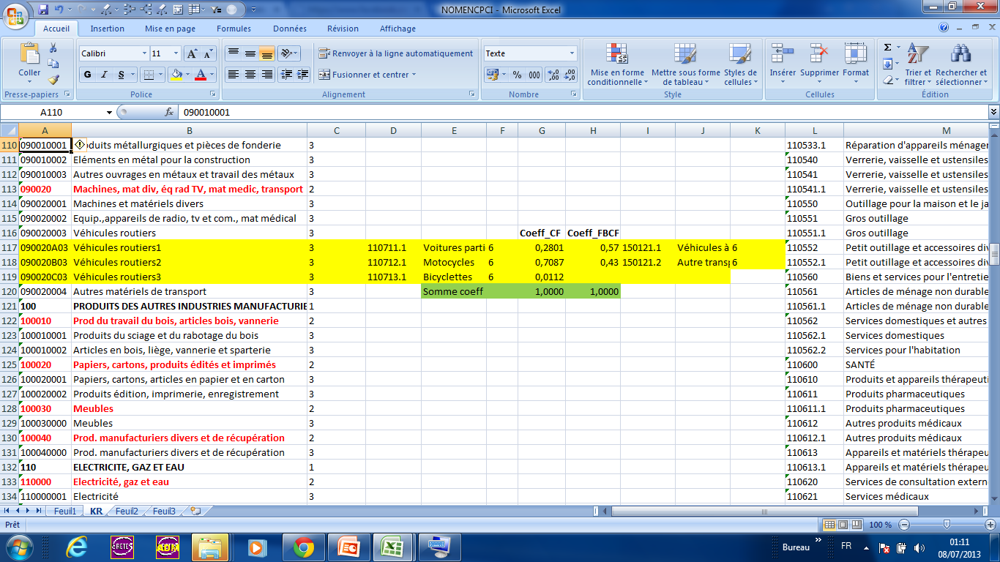 NOMENCPCI - Microsoft Excel
Accueil Insertion Mise en page Formules Données Révision Affichage
Coller Calibri 11 Renvoyer à la ligne automatiquement Texte Mise en forme conditionnelle Mettre sous forme de tableau Styles de cellules Insérer Supprimer Format Trier et filtrer Rechercher et sélectionner
G I S Fusionner et centrer % 000
Presse-papiers Police Alignement Nombre Style Cellules Édition
A110 fx 090010001
A B C D E F G H I J K L M
110 090010001 oduits métallurgiques et pièces de fonderie 3 110533.1 Réparation d'appareils ménager
111 090010002 Eléments en métal pour la construction 3 110540 Verrerie, vaisselle et ustensiles
112 090010003 Autres ouvrages en métaux et travail des métaux 3 110541 Verrerie, vaisselle et ustensiles
113 090020 Machines, mat div, éq rad TV, mat medic, transport 2 110541.1 Verrerie, vaisselle et ustensiles
114 090020001 Machines et matériels divers 3 110550 Outillage pour la maison et le ja
115 090020002 Equip.,appareils de radio, tv et com., mat médical 3 110551 Gros outillage
116 090020003 Véhicules routiers 3 Coeff_CF Coeff_FBCF 110551.1 Gros outillage
117 090020A03 Véhicules routiers1 3 110711.1 Voitures parti 6 0,2801 0,57 150121.1 Véhicules à 6 110552 Petit outillage et accessoires div
118 090020B03 Véhicules routiers2 3 110712.1 Motocycles 6 0,7087 0,43 150121.2 Autre transp 6 110552.1 Petit outillage et accessoires div
119 090020C03 Véhicules routiers3 3 110713.1 Bicyclettes 6 0,0112 110560 Biens et services pour l'entretie
120 090020004 Autres matériels de transport 3 Somme coeff 1,0000 1,0000 110561 Articles de ménage non durable
121 100 PRODUITS DES AUTRES INDUSTRIES MANUFACTURIE 1 110561.1 Articles de ménage non durable
122 100010 Prod du travail du bois, articles bois, vannerie 2 110562 Services domestiques et autres
123 100010001 Produits du sciage et du rabotage du bois 3 110562.1 Services domestiques
124 100010002 Articles en bois, liège, vannerie et sparterie 3 110562.2 Services pour l'habitation
125 100020 Papiers, cartons, produits édités et imprimés 2 110600 SANTÉ
126 100020001 Papiers, cartons, articles en papier et en carton 3 110610 Produits et appareils thérapeuti
127 100020002 Produits édition, imprimerie, enregistrement 3 110611 Produits pharmaceutiques
128 100030 Meubles 2 110611.1 Produits pharmaceutiques
129 100030000 Meubles 3 110612 Autres produits médicaux
130 100040 Prod. manufacturiers divers et de récupération 2 110612.1 Autres produits médicaux
131 100040000 Prod. manufacturiers divers et de récupération 3 110613 Appareils et matériels thérapeu
132 110 ELECTRICITE, GAZ ET EAU 1 110613.1 Appareils et matériels thérapeu
133 110000 Electricité, gaz et eau 2 110620 Services de consultation extern
134 110000001 Electricité 3 110621 Services médicaux
Feuil1 KR Feuil2 Feuil3
Prêt 100 %
ERETES Bureau FR 01:11
08/07/2013